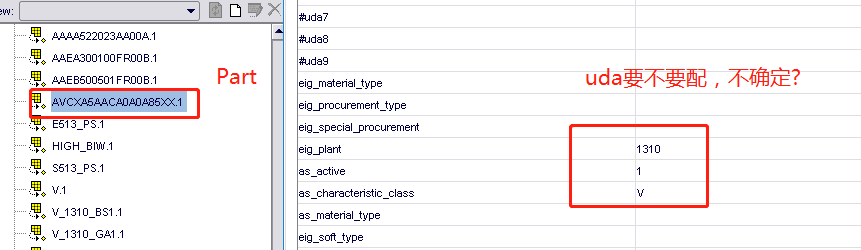 iew:
AAAA522023AA00A.1
AAEA300100FR00B.1
AAEB500501FR00B.1
AVCXA5AACA0A0A85XX.1
E513_PS.1
HIGH_BIW.1
S513_PS.1
V.1
V_1310_BS1.1
V_1310_GA1.1
Part
#uda7
#uda8
#uda9
eig_material_type
eig_procurement_type
eig_special_procurement
eig_plant 1310
as_active 1
as_characteristic_class V
as_material_type
eig_soft_type
uda要不要配，不确定?